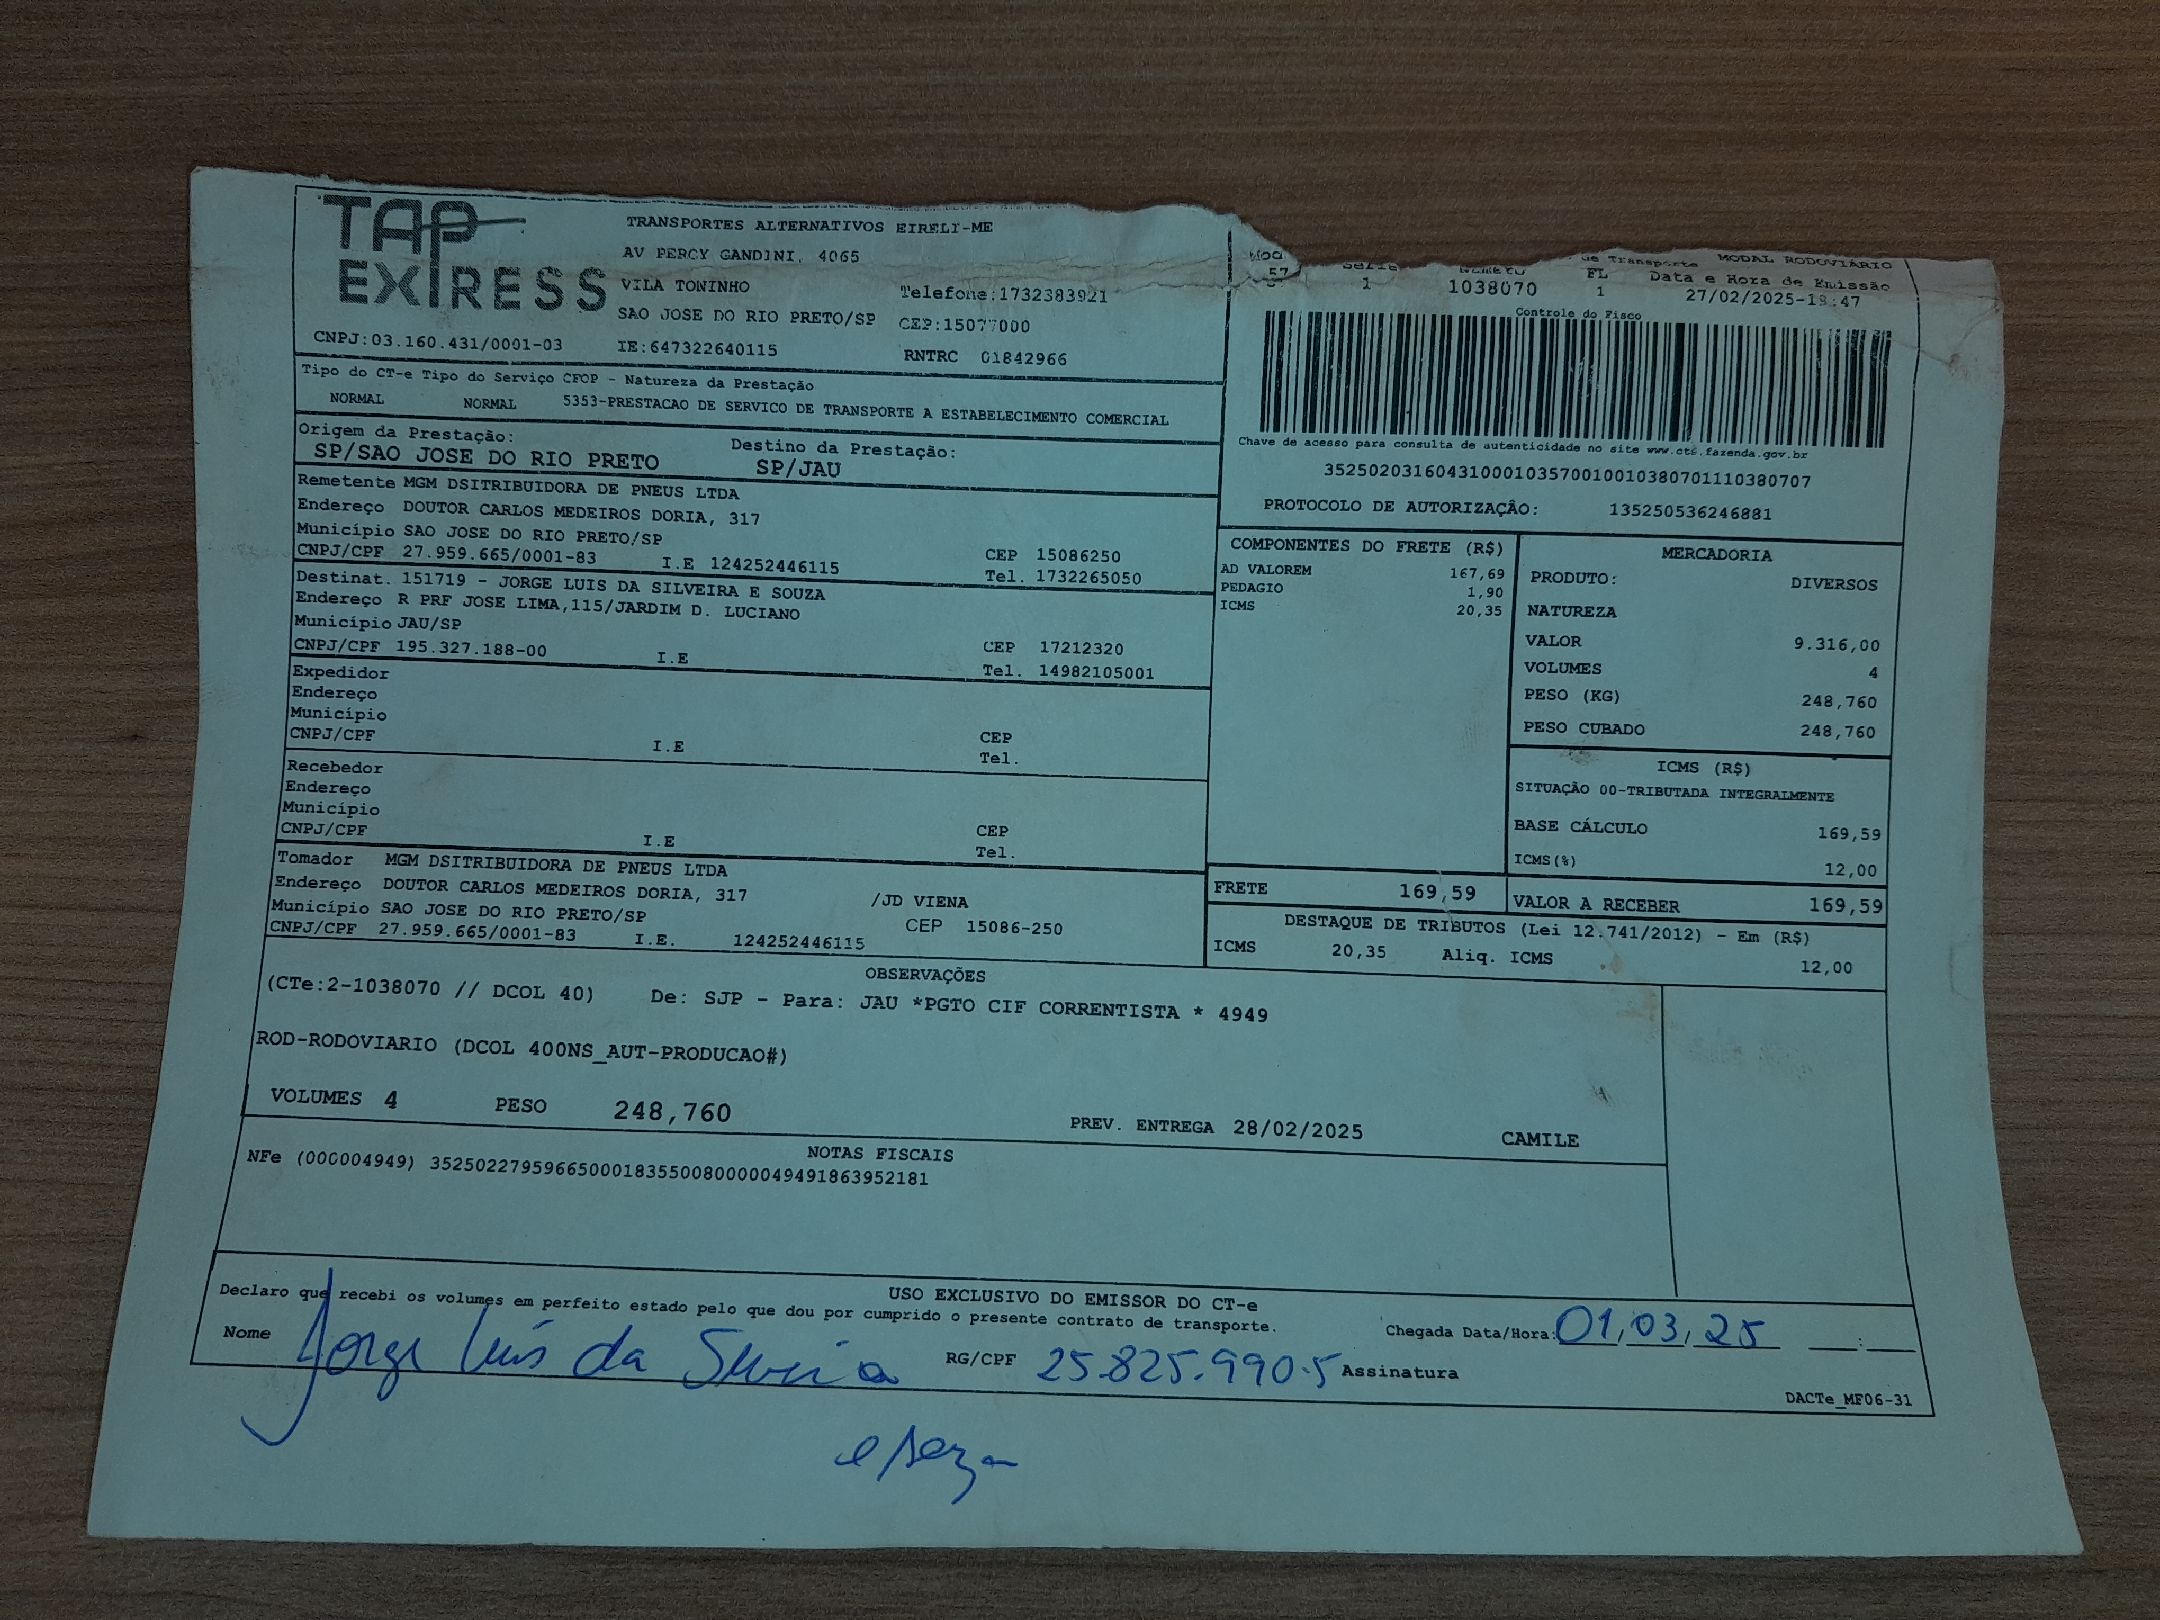 TAP
EXPRESS
TRANSPORTES ALTERNATIVOS EIRELI-ME
AV PERCY GANDINI, 4065
VILA TONINHO Telefone:1732383921
SAO JOSE DO RIO PRETO/SP CEP:15077000
CNPJ:03.160.431/0001-03 IE:647322640115 RNTRC 01842966
de Transporte MODAL RODOVIÁRIO
Mod Serie Número FL Data e Hora de Emissão
57 1 1038070 1 27/02/2025-18:47
Controle do Fisco
Chave de acesso para consulta de autenticidade no site www.cte.fazenda.gov.br
35250203160431000103570010010380701110380707
PROTOCOLO DE AUTORIZAÇÃO: 135250536246881
Tipo do CT-e Tipo do Serviço CFOP - Natureza da Prestação
NORMAL NORMAL 5353-PRESTACAO DE SERVICO DE TRANSPORTE A ESTABELECIMENTO COMERCIAL
Origem da Prestação: Destino da Prestação:
SP/SAO JOSE DO RIO PRETO SP/JAU
Remetente MGM DSITRIBUIDORA DE PNEUS LTDA
Endereço DOUTOR CARLOS MEDEIROS DORIA, 317
Município SAO JOSE DO RIO PRETO/SP CEP 15086250
CNPJ/CPF 27.959.665/0001-83 I.E 124252446115 Tel. 1732265050
Destinat. 151719 - JORGE LUIS DA SILVEIRA E SOUZA
Endereço R PRF JOSE LIMA,115/JARDIM D. LUCIANO
Município JAU/SP CEP 17212320
CNPJ/CPF 195.327.188-00 I.E Tel. 14982105001
Expedidor
Endereço
Município CEP
CNPJ/CPF I.E Tel.
Recebedor
Endereço
Município CEP
CNPJ/CPF I.E Tel.
Tomador MGM DSITRIBUIDORA DE PNEUS LTDA
Endereço DOUTOR CARLOS MEDEIROS DORIA, 317 /JD VIENA
Município SAO JOSE DO RIO PRETO/SP CEP 15086-250
CNPJ/CPF 27.959.665/0001-83 I.E. 124252446115
COMPONENTES DO FRETE (R$)
AD VALOREM 167,69
PEDAGIO 1,90
ICMS 20,35
MERCADORIA
PRODUTO: DIVERSOS
NATUREZA
VALOR 9.316,00
VOLUMES 4
PESO (KG) 248,760
PESO CUBADO 248,760
ICMS (R$)
SITUAÇÃO 00-TRIBUTADA INTEGRALMENTE
BASE CÁLCULO 169,59
ICMS(%) 12,00
FRETE 169,59 VALOR A RECEBER 169,59
DESTAQUE DE TRIBUTOS (Lei 12.741/2012) - Em (R$)
ICMS 20,35 Aliq. ICMS 12,00
OBSERVAÇÕES
(CTe:2-1038070 // DCOL 40) De: SJP - Para: JAU *PGTO CIF CORRENTISTA * 4949
ROD-RODOVIARIO (DCOL 400NS_AUT-PRODUCAO#)
VOLUMES 4 PESO 248,760 PREV. ENTREGA 28/02/2025 CAMILE
NOTAS FISCAIS
NFe (000004949) 35250227959665000183550080000049491863952181
USO EXCLUSIVO DO EMISSOR DO CT-e
Declaro que recebi os volumes em perfeito estado pelo que dou por cumprido o presente contrato de transporte. Chegada Data/Hora: 01/03/25 __:__
Nome Jorge Luis da Silveira RG/CPF 25.825.990-5 Assinatura
DACTe_MF06-31
e Souza